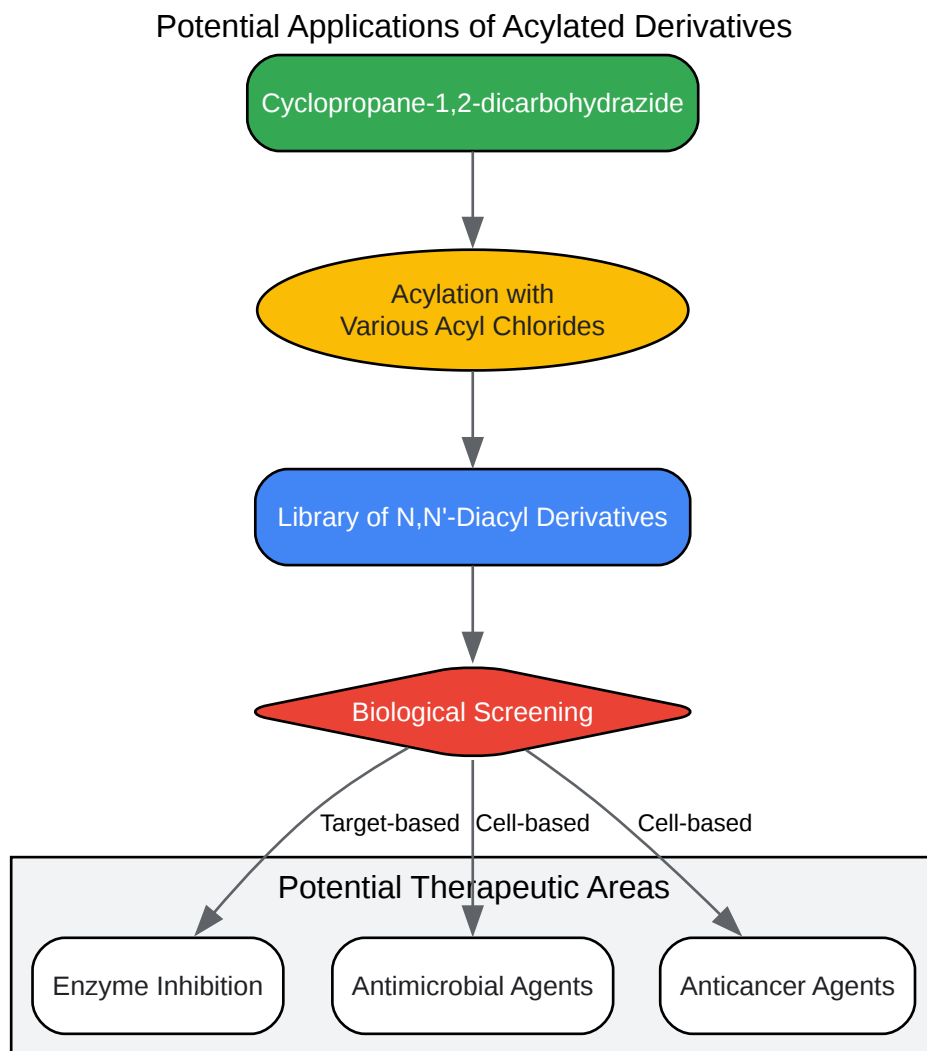 Potential Applications of Acylated Derivatives
Cyclopropane-1,2-dicarbohydrazide
Acylation with
Various Acyl Chlorides
Library of N,N'-Diacyl Derivatives
Biological Screening
Target-based
Cell-based
Cell-based
Potential Therapeutic Areas
Enzyme Inhibition
Antimicrobial Agents
Anticancer Agents